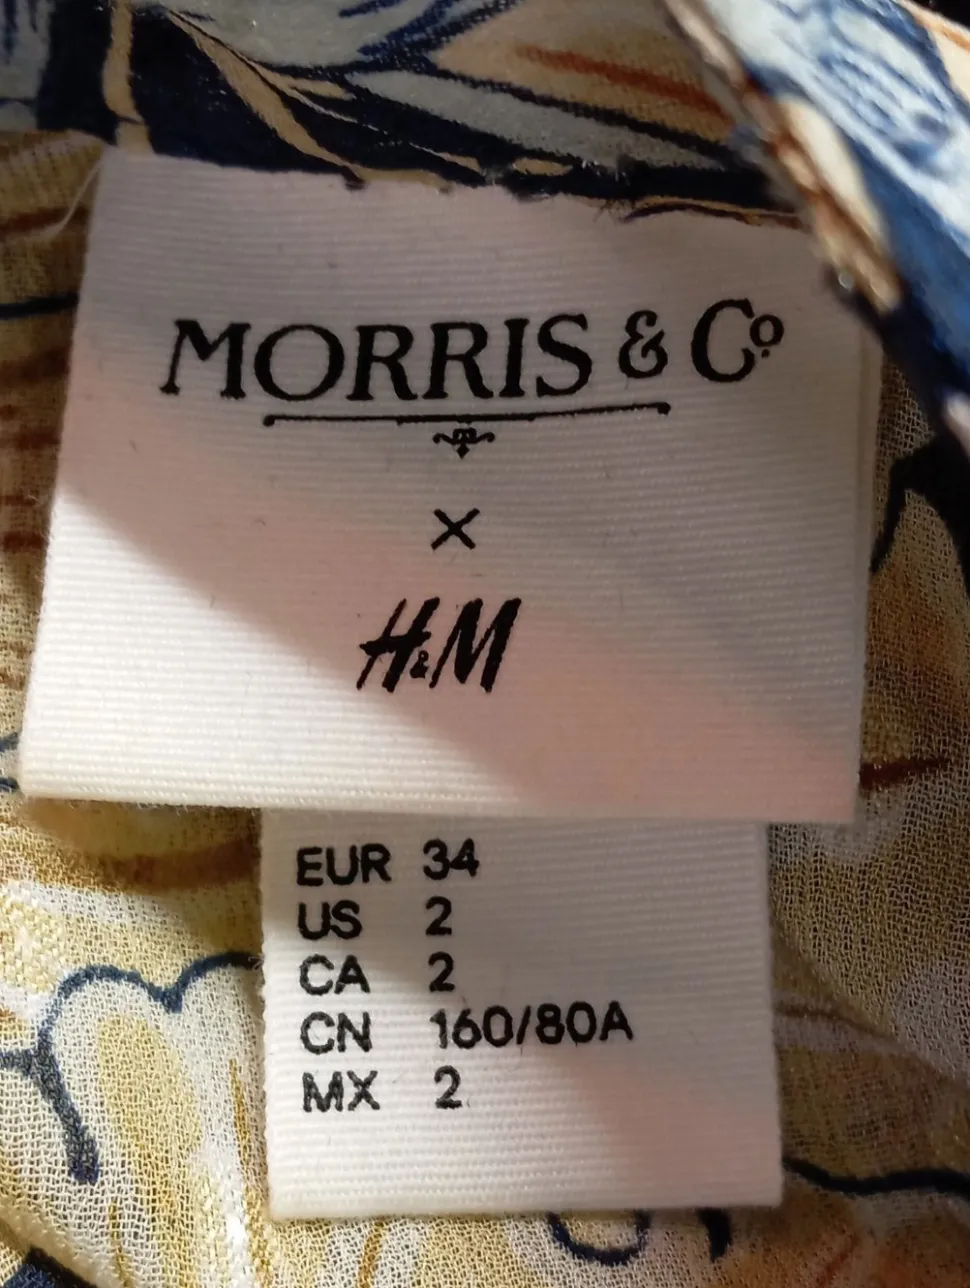 MORRIS & Co.
×
H&M
EUR 34
US 2
CA 2
CN 160/80A
MX 2